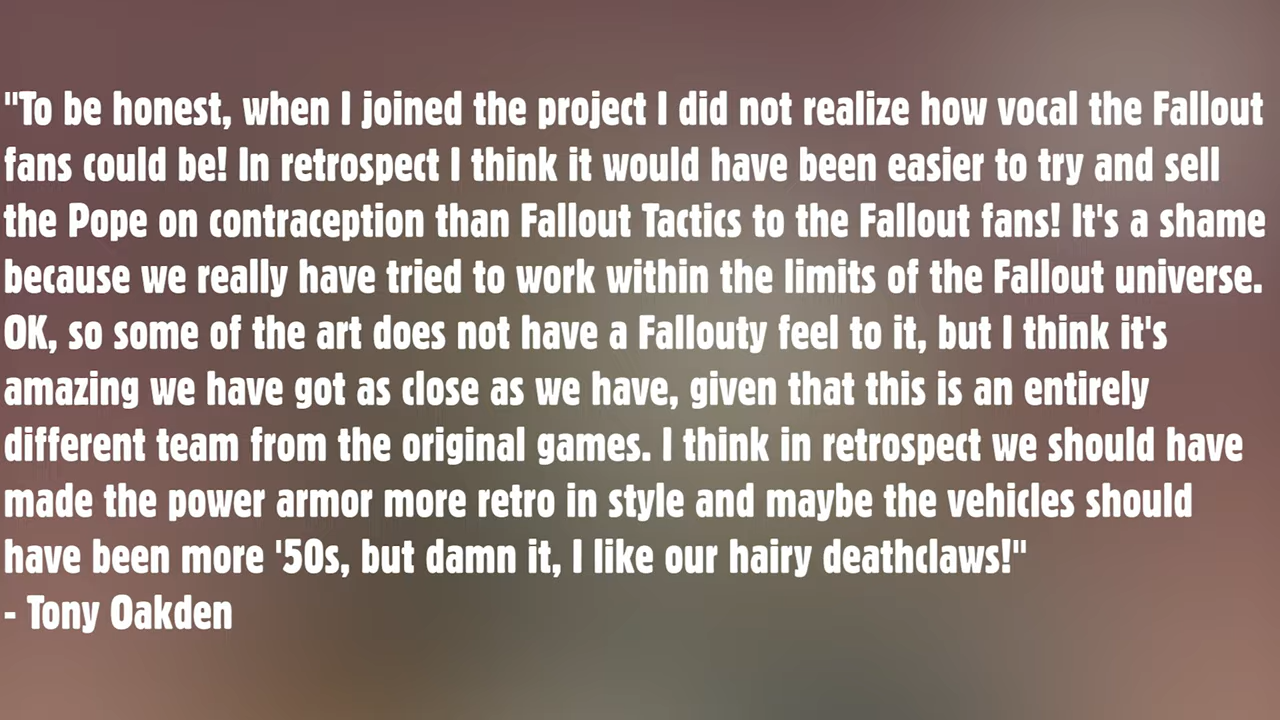 "To be honest, when I joined the project I did not realize how vocal the Fallout
fans could be! In retrospect I think it would have been easier to try and sell
the Pope on contraception than Fallout Tactics to the Fallout fans! It's a shame
because we really have tried to work within the limits of the Fallout universe.
OK, so some of the art does not have a Fallouty feel to it, but I think it's
amazing we have got as close as we have, given that this is an entirely
different team from the original games. I think in retrospect we should have
made the power armor more retro in style and maybe the vehicles should
have been more '50s, but damn it, I like our hairy deathclaws!"
- Tony Oakden